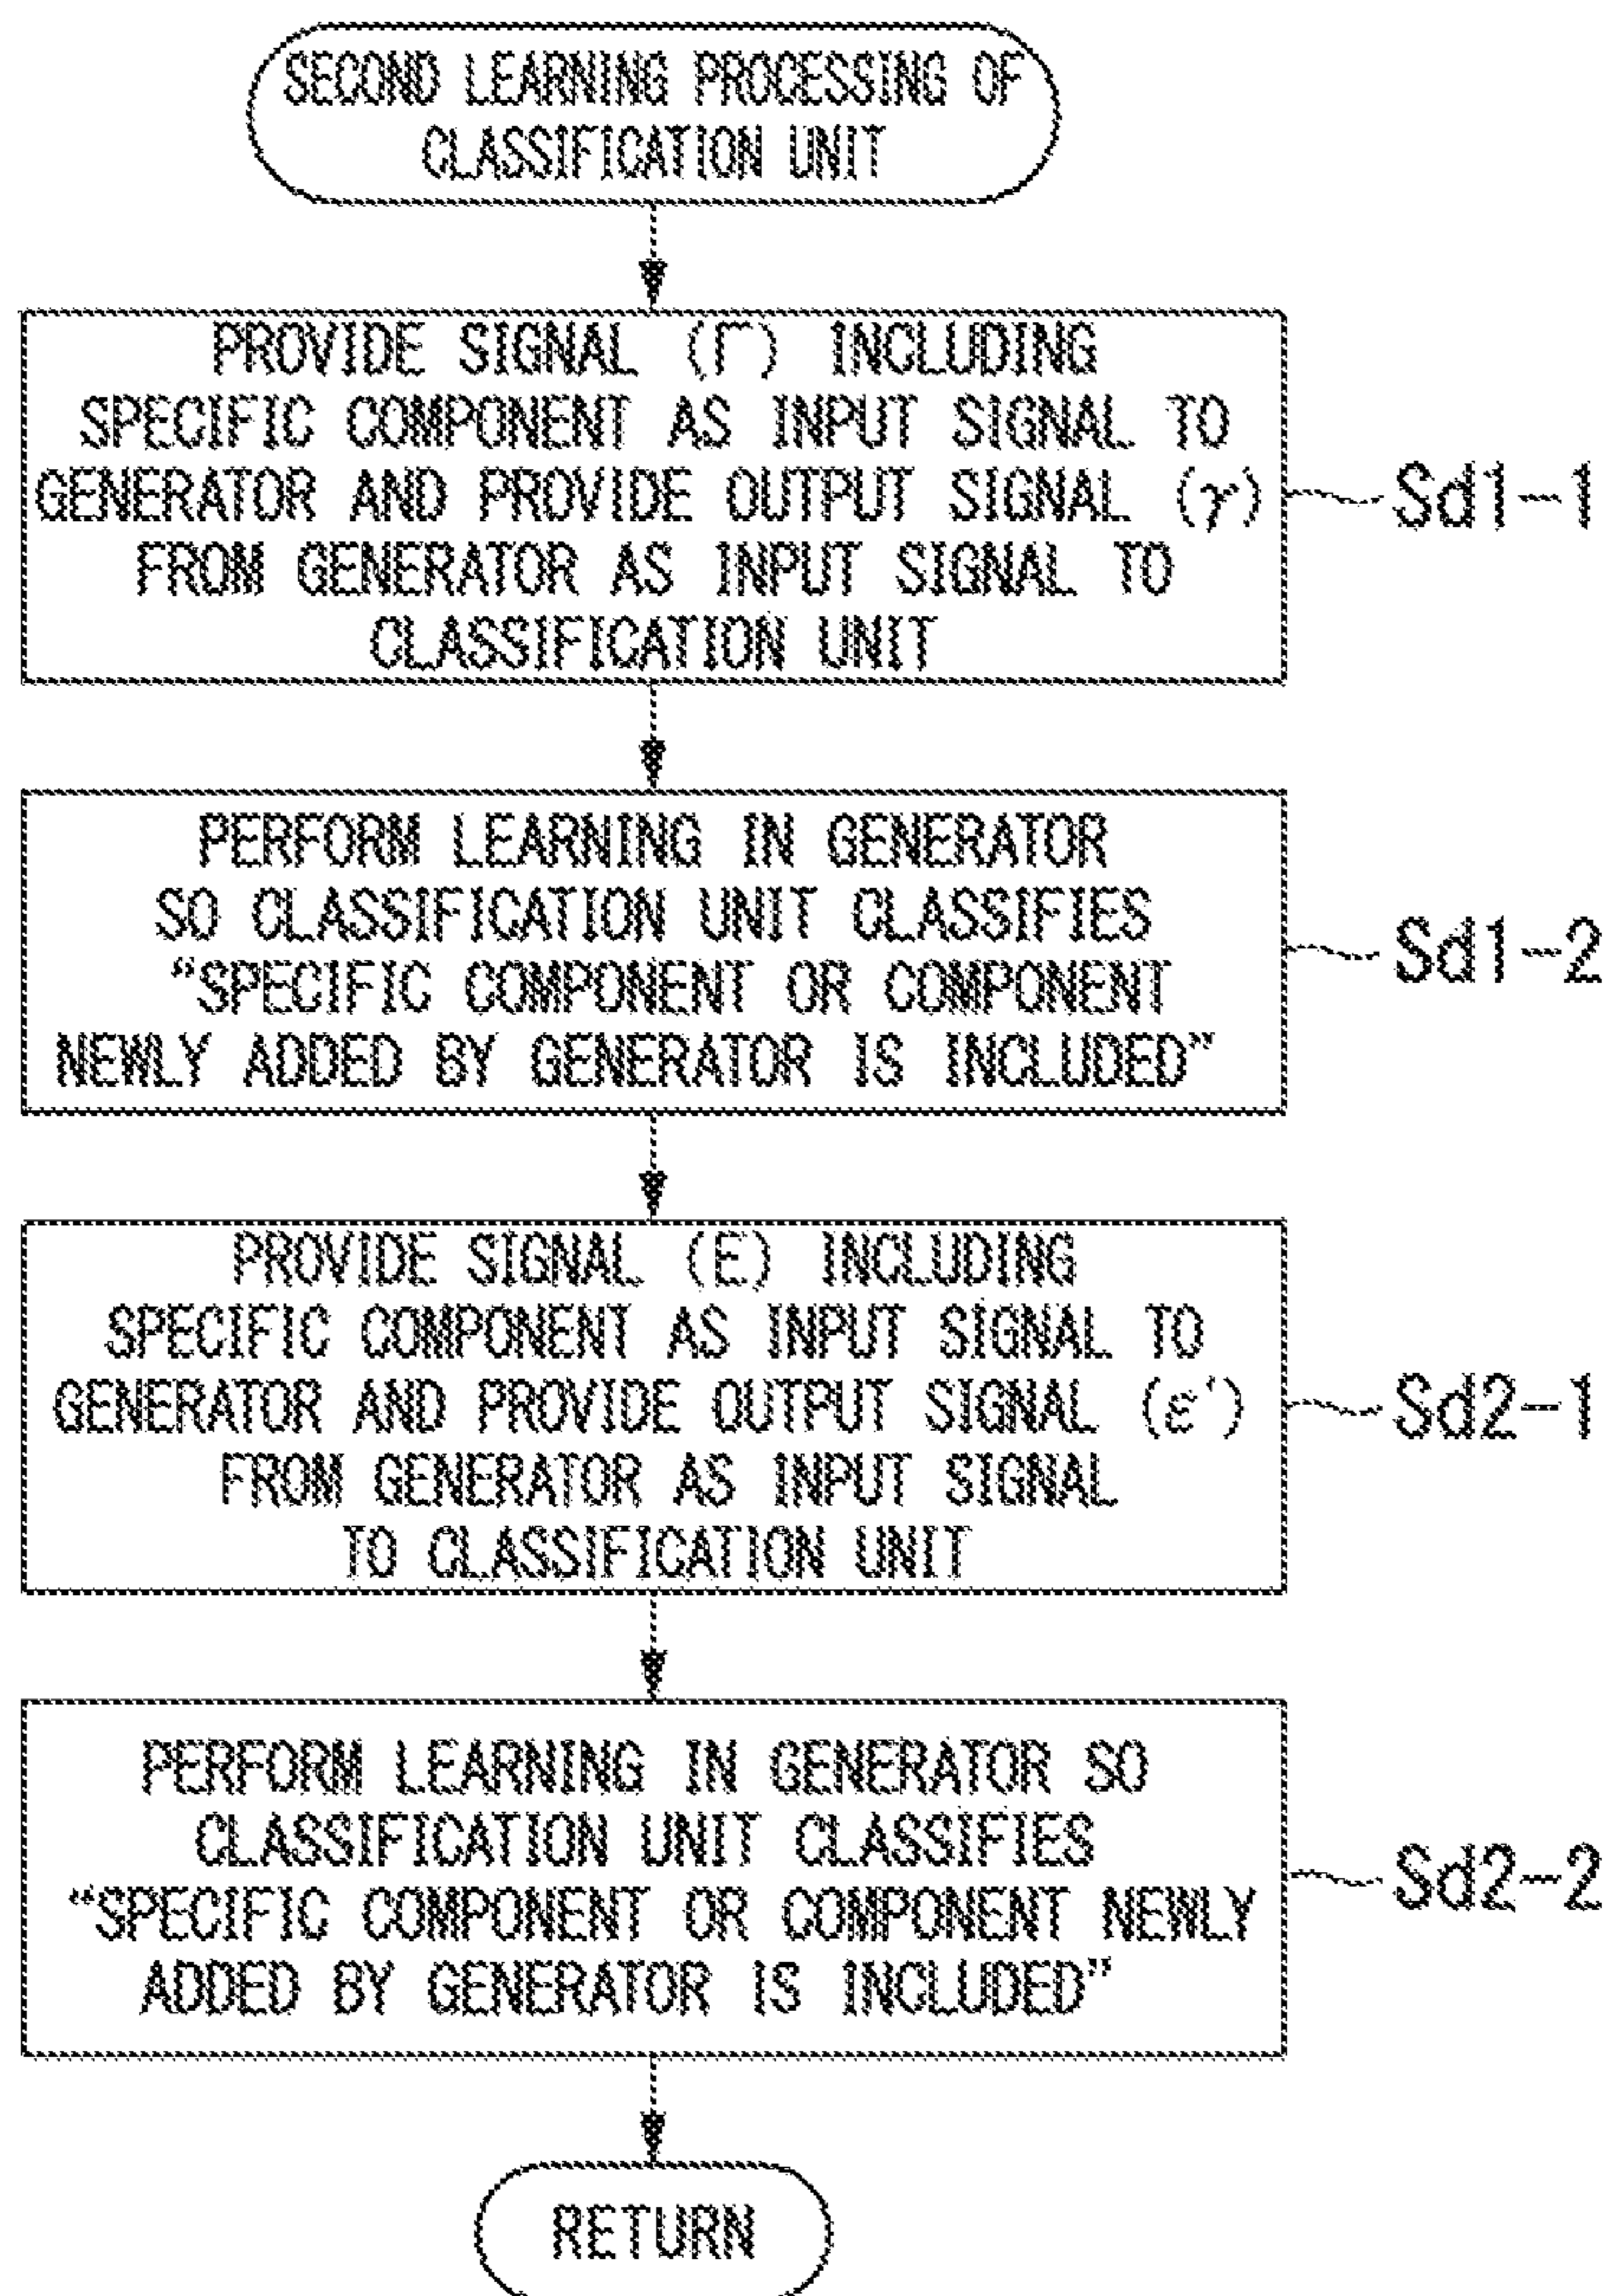 SECOND LEARNING PROCESSING OF
CLASSIFICATION UNIT
PROVIDE SIGNAL (Γ) INCLUDING
SPECIFIC COMPONENT AS INPUT SIGNAL TO
GENERATOR AND PROVIDE OUTPUT SIGNAL (γ)
FROM GENERATOR AS INPUT SIGNAL TO
CLASSIFICATION UNIT
Sd1-1
PERFORM LEARNING IN GENERATOR
SO CLASSIFICATION UNIT CLASSIFIES
“SPECIFIC COMPONENT OR COMPONENT
NEWLY ADDED BY GENERATOR IS INCLUDED”
Sd1-2
PROVIDE SIGNAL (E) INCLUDING
SPECIFIC COMPONENT AS INPUT SIGNAL TO
GENERATOR AND PROVIDE OUTPUT SIGNAL (ε')
FROM GENERATOR AS INPUT SIGNAL
TO CLASSIFICATION UNIT
Sd2-1
PERFORM LEARNING IN GENERATOR SO
CLASSIFICATION UNIT CLASSIFIES
“SPECIFIC COMPONENT OR COMPONENT NEWLY
ADDED BY GENERATOR IS INCLUDED”
Sd2-2
RETURN